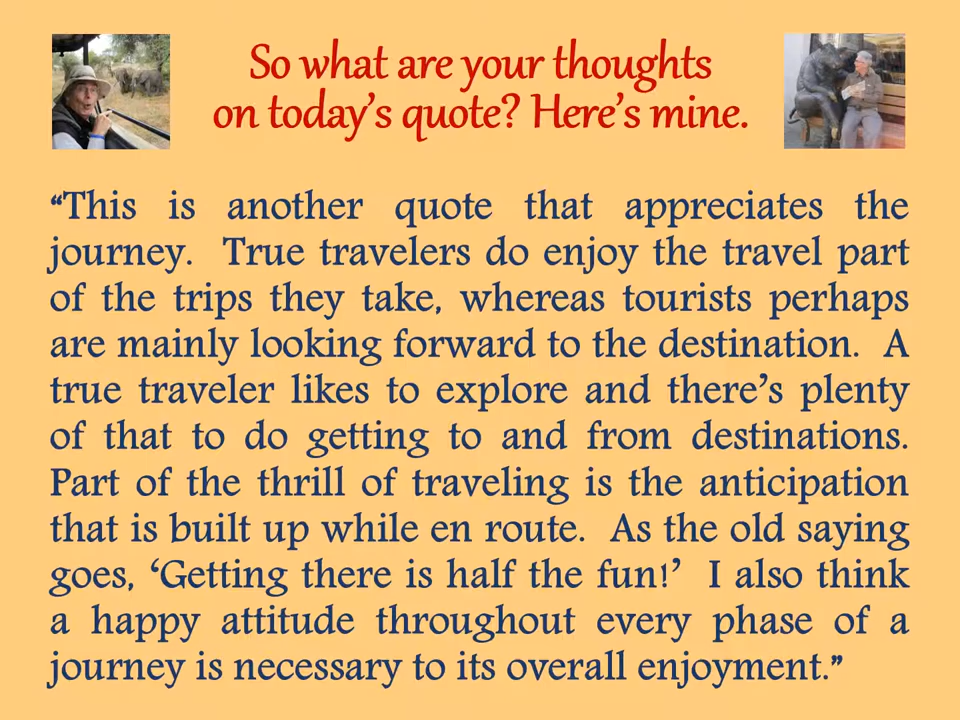 So what are your thoughts
on today's quote? Here's mine.
“This is another quote that appreciates the
journey.  True travelers do enjoy the travel part
of the trips they take, whereas tourists perhaps
are mainly looking forward to the destination.  A
true traveler likes to explore and there’s plenty
of that to do getting to and from destinations.
Part of the thrill of traveling is the anticipation
that is built up while en route.  As the old saying
goes, ‘Getting there is half the fun!’  I also think
a happy attitude throughout every phase of a
journey is necessary to its overall enjoyment.”